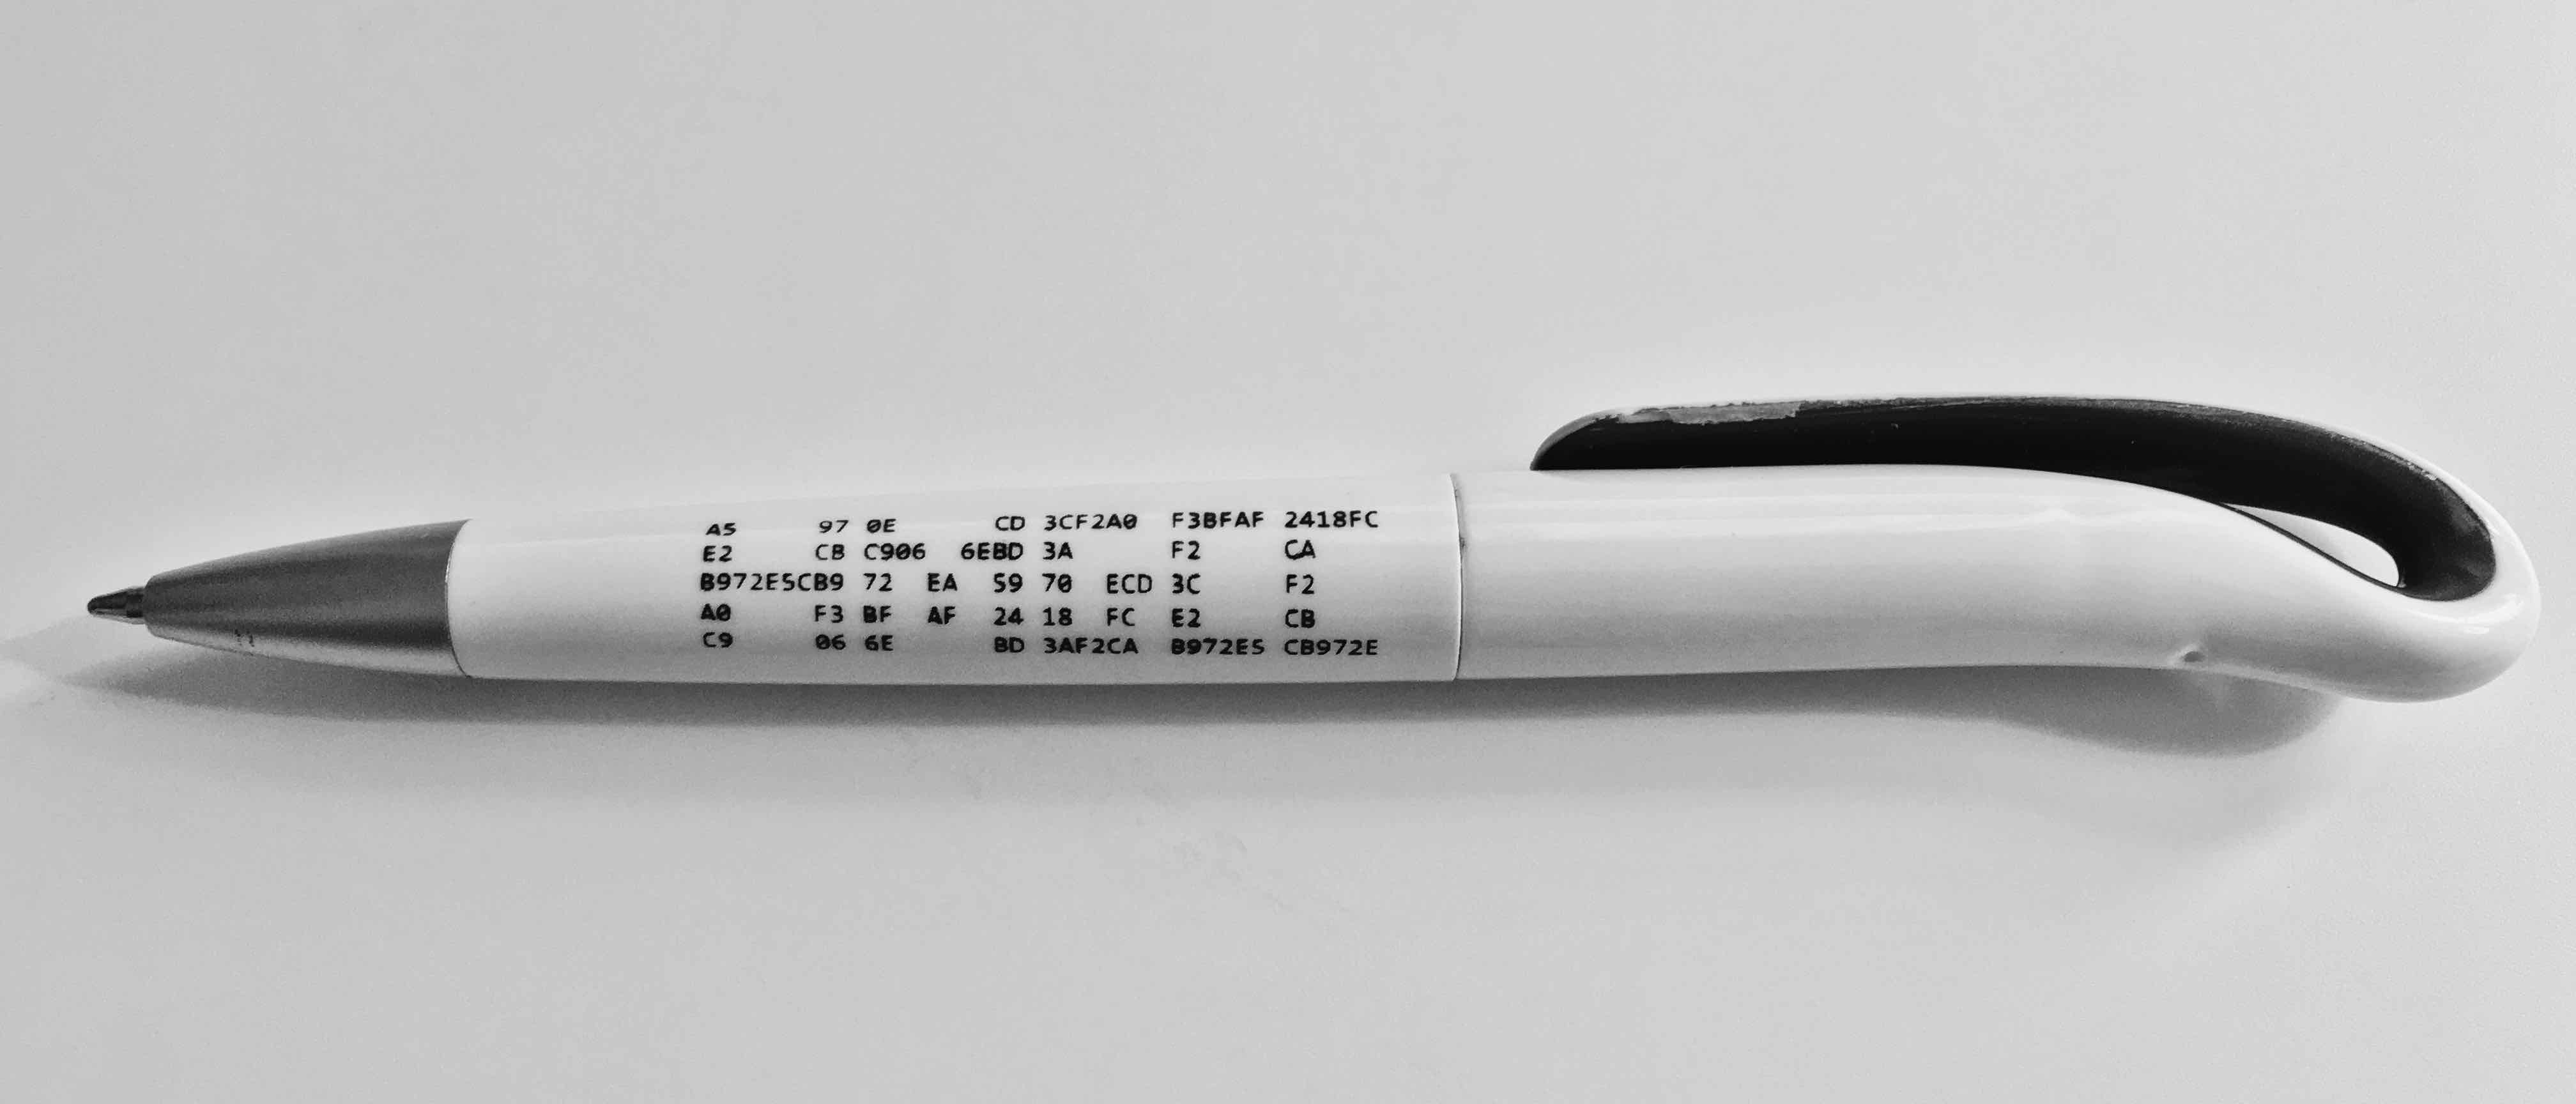 A5 97 0E CD 3CF2A0 F3BFAF 2418FC
E2 CB C906 6EBD 3A F2 CA
B972E5CB9 72 EA 59 70 ECD 3C F2
A0 F3 BF AF 24 18 FC E2 CB
C9 06 6E BD 3AF2CA B972E5 CB972E